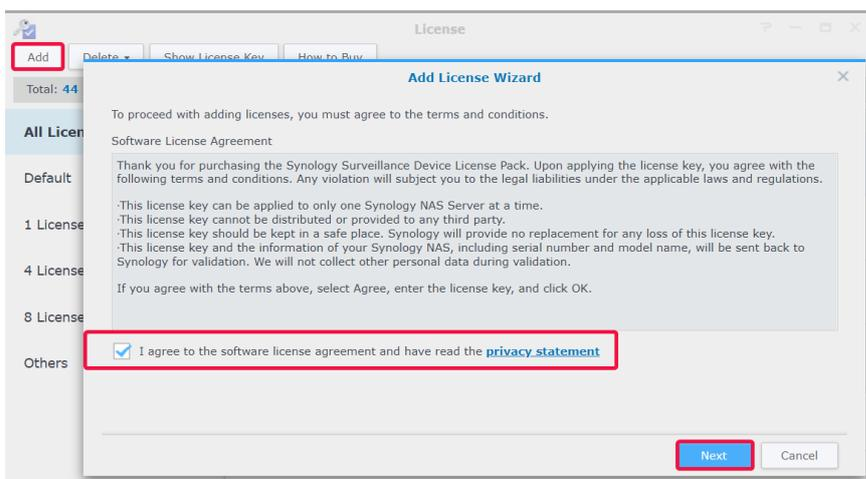 License
Add
Delete
Show License Key
How to Buy
Total: 44
Add License Wizard
All Licen
Default
1 License
4 License
8 License
Others
To proceed with adding licenses, you must agree to the terms and conditions.
Software License Agreement
Thank you for purchasing the Synology Surveillance Device License Pack. Upon applying the license key, you agree with the
following terms and conditions. Any violation will subject you to the legal liabilities under the applicable laws and regulations.
·This license key can be applied to only one Synology NAS Server at a time.
·This license key cannot be distributed or provided to any third party.
·This license key should be kept in a safe place. Synology will provide no replacement for any loss of this license key.
·This license key and the information of your Synology NAS, including serial number and model name, will be sent back to
Synology for validation. We will not collect other personal data during validation.
If you agree with the terms above, select Agree, enter the license key, and click OK.
I agree to the software license agreement and have read the privacy statement
Next
Cancel